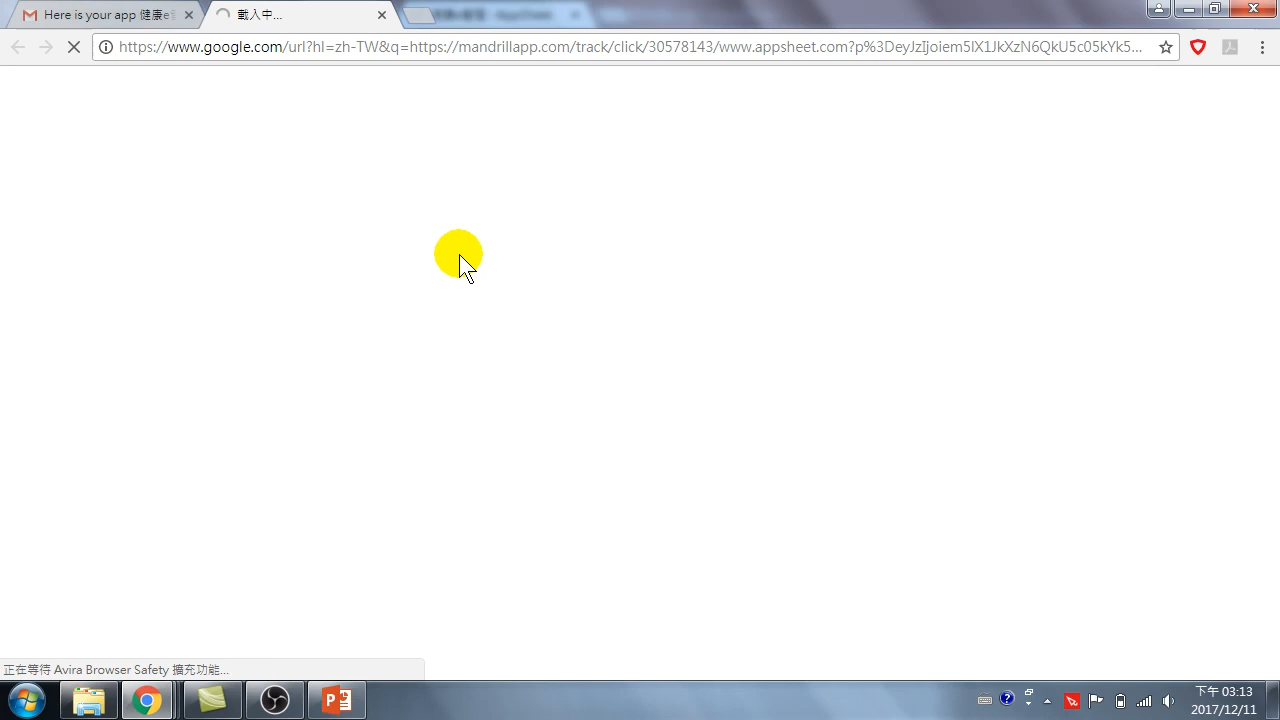 Here is your app 健康e
載入中...
AppSheet
https://www.google.com/url?hl=zh-TW&q=https://mandrillapp.com/track/click/30578143/www.appsheet.com?p%3DeyJzIjoiem5lX1JkXzN6QkU5c05kYk5...
正在等待 Avira Browser Safety 擴充功能...
下午 03:13
2017/12/11